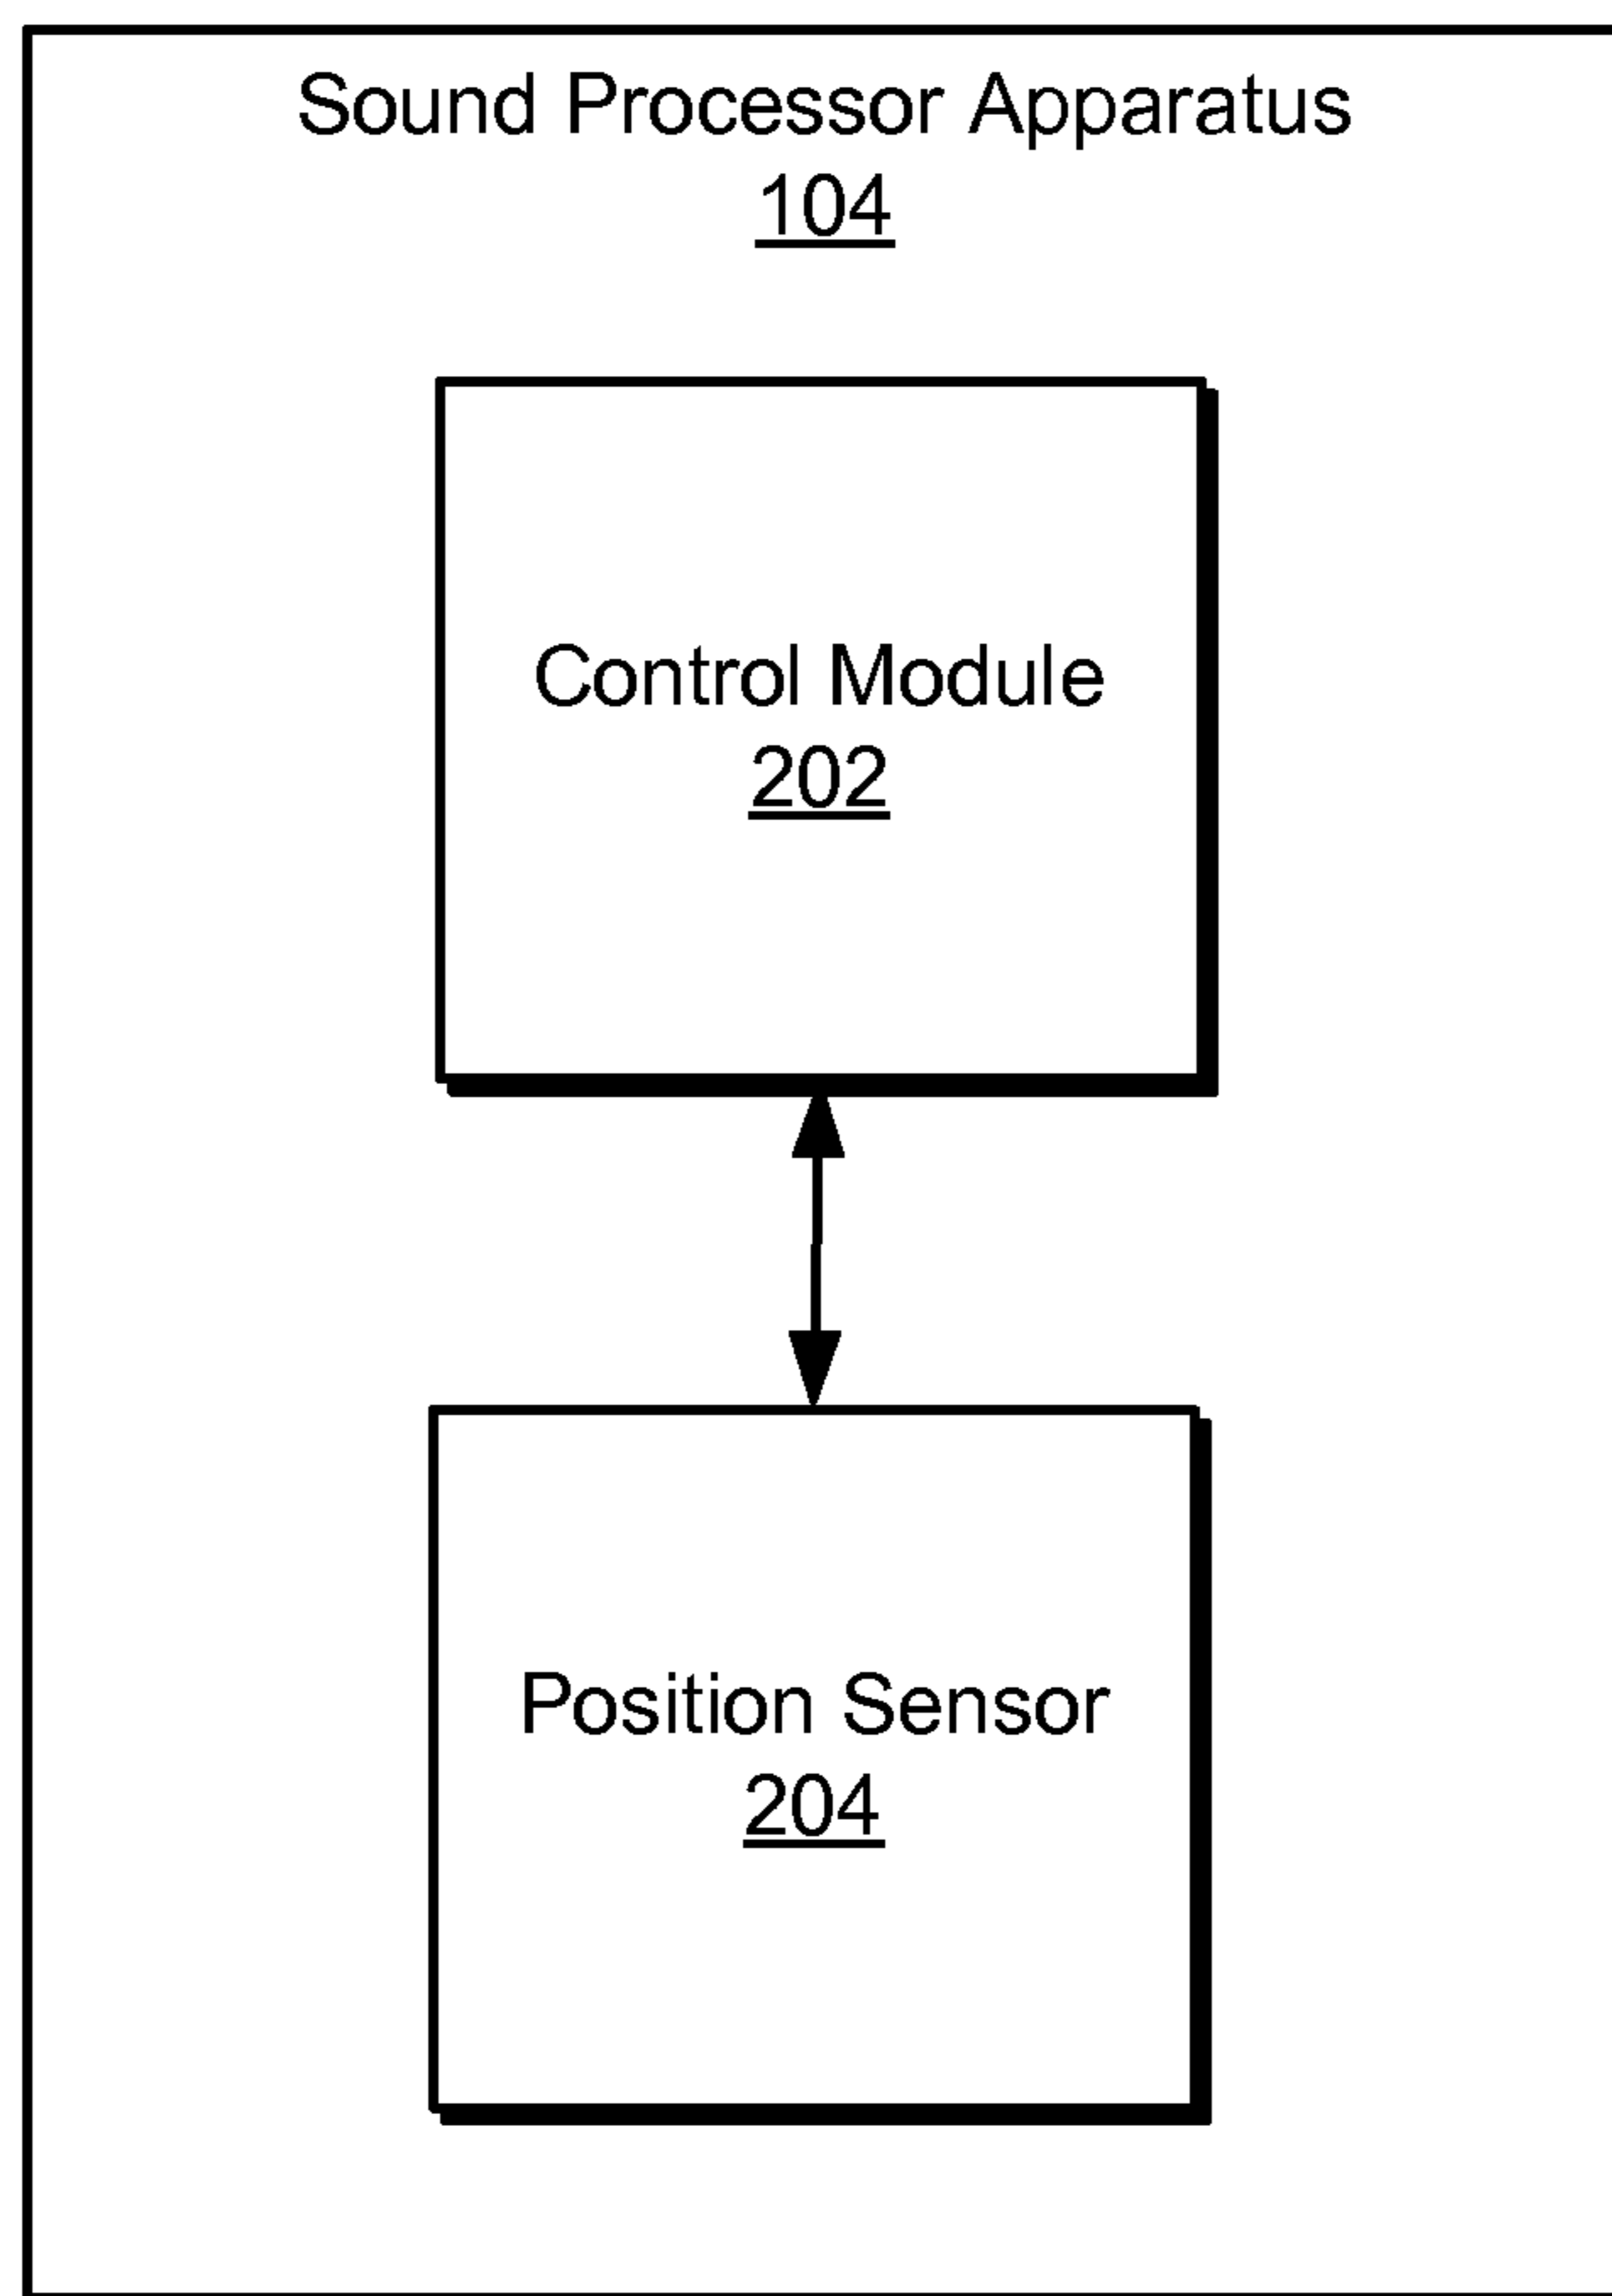 Sound Processor Apparatus
104
Control Module
202
Position Sensor
204